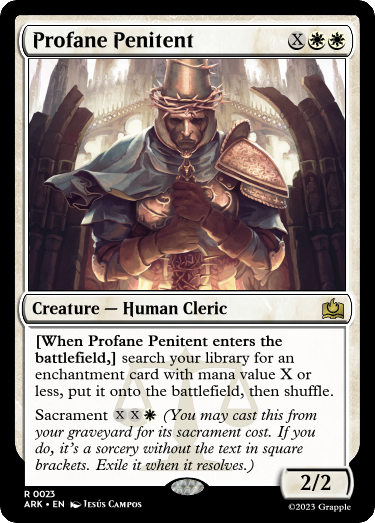 Profane Penitent
X
Creature — Human Cleric
[When Profane Penitent enters the
battlefield,] search your library for an
enchantment card with mana value X or
less, put it onto the battlefield, then shuffle.
Sacrament X X (You may cast this from
your graveyard for its sacrament cost. If you
do, it's a sorcery without the text in square
brackets. Exile it when it resolves.)
2/2
R 0023
ARK • EN Jesús Campos
©2023 Grapple